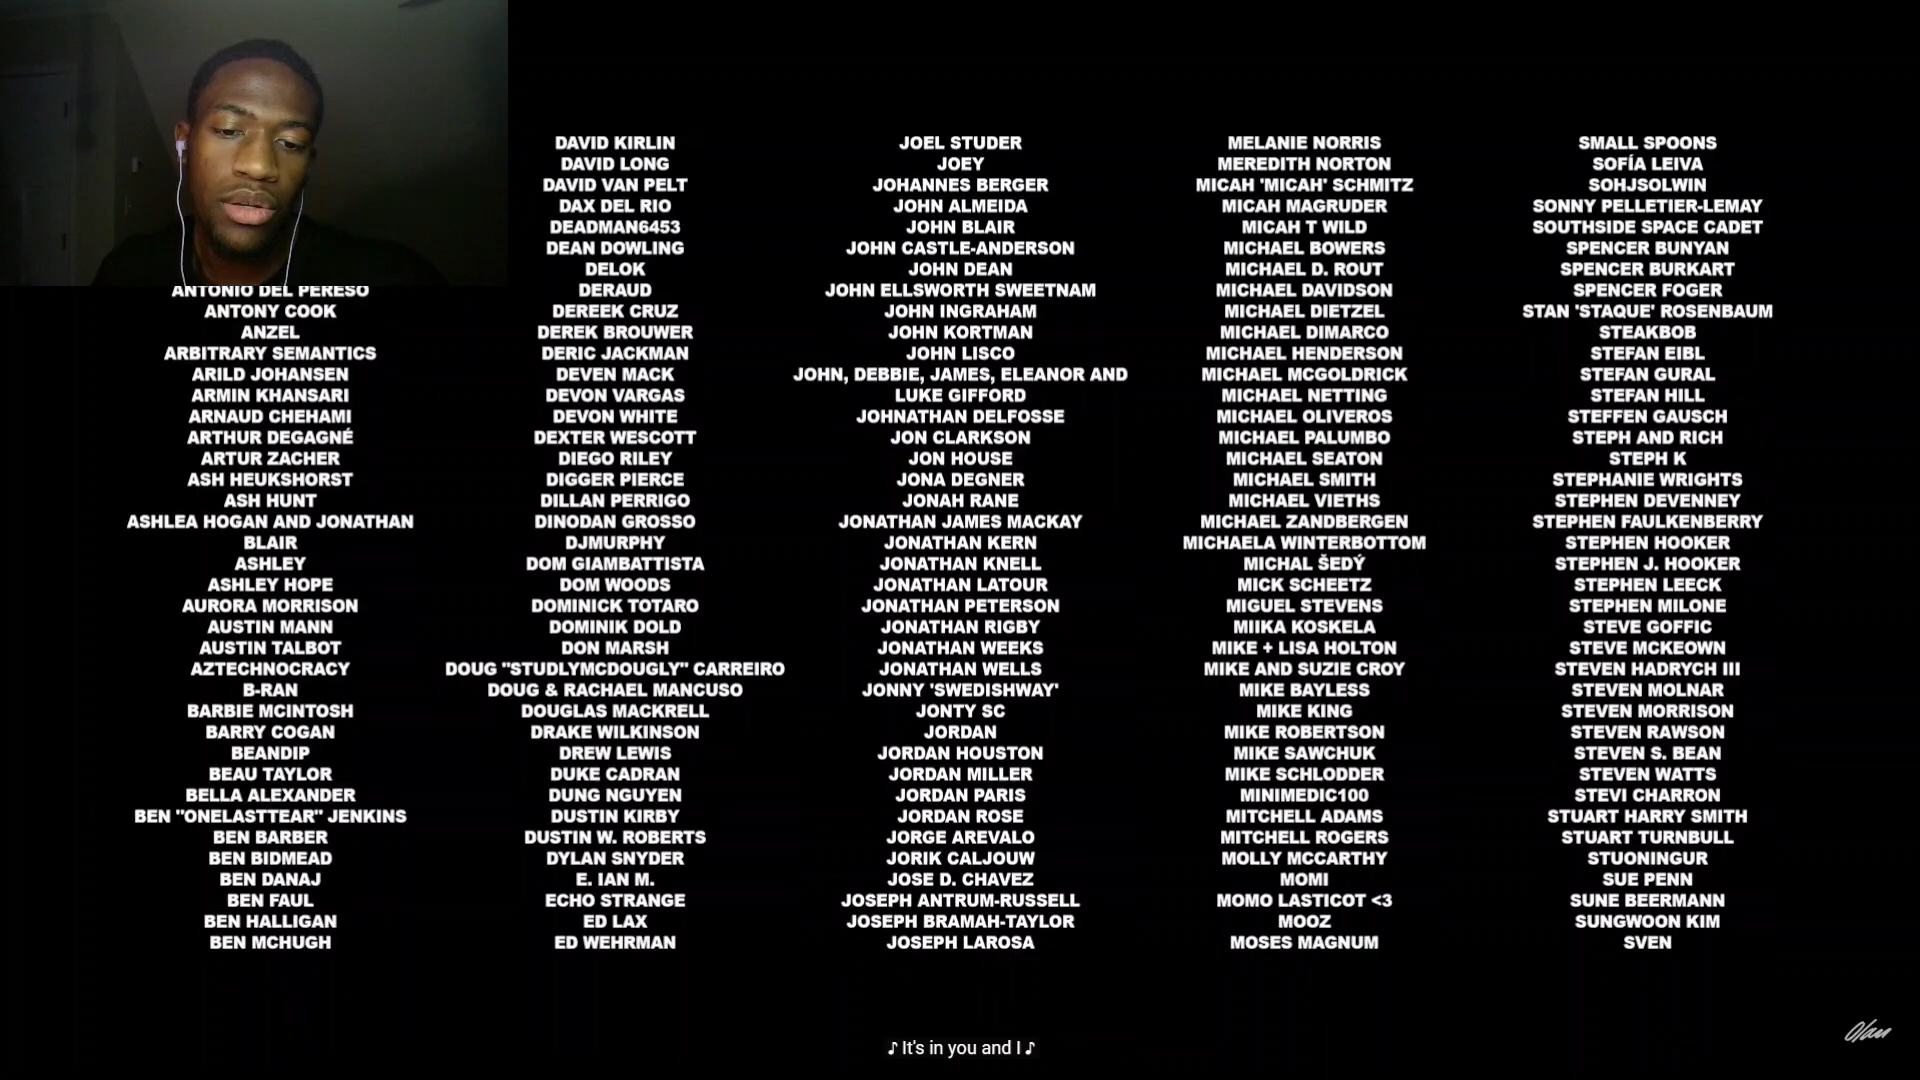 ANTONIO DEL PERESO
ANTONY COOK
ANZEL
ARBITRARY SEMANTICS
ARILD JOHANSEN
ARMIN KHANSARI
ARNAUD CHEHAMI
ARTHUR DEGAGNÉ
ARTUR ZACHER
ASH HEUKSHORST
ASH HUNT
ASHLEA HOGAN AND JONATHAN
BLAIR
ASHLEY
ASHLEY HOPE
AURORA MORRISON
AUSTIN MANN
AUSTIN TALBOT
AZTECHNOCRACY
B-RAN
BARBIE MCINTOSH
BARRY COGAN
BEANDIP
BEAU TAYLOR
BELLA ALEXANDER
BEN "ONELASTTEAR" JENKINS
BEN BARBER
BEN BIDMEAD
BEN DANAJ
BEN FAUL
BEN HALLIGAN
BEN MCHUGH
DAVID KIRLIN
DAVID LONG
DAVID VAN PELT
DAX DEL RIO
DEADMAN6453
DEAN DOWLING
DELOK
DERAUD
DEREEK CRUZ
DEREK BROUWER
DERIC JACKMAN
DEVEN MACK
DEVON VARGAS
DEVON WHITE
DEXTER WESCOTT
DIEGO RILEY
DIGGER PIERCE
DILLAN PERRIGO
DINODAN GROSSO
DJMURPHY
DOM GIAMBATTISTA
DOM WOODS
DOMINICK TOTARO
DOMINIK DOLD
DON MARSH
DOUG "STUDLYMCDOUGLY" CARREIRO
DOUG & RACHAEL MANCUSO
DOUGLAS MACKRELL
DRAKE WILKINSON
DREW LEWIS
DUKE CADRAN
DUNG NGUYEN
DUSTIN KIRBY
DUSTIN W. ROBERTS
DYLAN SNYDER
E. IAN M.
ECHO STRANGE
ED LAX
ED WEHRMAN
JOEL STUDER
JOEY
JOHANNES BERGER
JOHN ALMEIDA
JOHN BLAIR
JOHN CASTLE-ANDERSON
JOHN DEAN
JOHN ELLSWORTH SWEETNAM
JOHN INGRAHAM
JOHN KORTMAN
JOHN LISCO
JOHN, DEBBIE, JAMES, ELEANOR AND
LUKE GIFFORD
JOHNATHAN DELFOSSE
JON CLARKSON
JON HOUSE
JONA DEGNER
JONAH RANE
JONATHAN JAMES MACKAY
JONATHAN KERN
JONATHAN KNELL
JONATHAN LATOUR
JONATHAN PETERSON
JONATHAN RIGBY
JONATHAN WEEKS
JONATHAN WELLS
JONNY 'SWEDISHWAY'
JONTY SC
JORDAN
JORDAN HOUSTON
JORDAN MILLER
JORDAN PARIS
JORDAN ROSE
JORGE AREVALO
JORIK CALJOUW
JOSE D. CHAVEZ
JOSEPH ANTRUM-RUSSELL
JOSEPH BRAMAH-TAYLOR
JOSEPH LAROSA
MELANIE NORRIS
MEREDITH NORTON
MICAH 'MICAH' SCHMITZ
MICAH MAGRUDER
MICAH T WILD
MICHAEL BOWERS
MICHAEL D. ROUT
MICHAEL DAVIDSON
MICHAEL DIETZEL
MICHAEL DIMARCO
MICHAEL HENDERSON
MICHAEL MCGOLDRICK
MICHAEL NETTING
MICHAEL OLIVEROS
MICHAEL PALUMBO
MICHAEL SEATON
MICHAEL SMITH
MICHAEL VIETHS
MICHAEL ZANDBERGEN
MICHAELA WINTERBOTTOM
MICHAL ŠEDÝ
MICK SCHEETZ
MIGUEL STEVENS
MIIKA KOSKELA
MIKE + LISA HOLTON
MIKE AND SUZIE CROY
MIKE BAYLESS
MIKE KING
MIKE ROBERTSON
MIKE SAWCHUK
MIKE SCHLODDER
MINIMEDIC100
MITCHELL ADAMS
MITCHELL ROGERS
MOLLY MCCARTHY
MOMI
MOMO LASTICOT <3
MOOZ
MOSES MAGNUM
SMALL SPOONS
SOFÍA LEIVA
SOHJSOLWIN
SONNY PELLETIER-LEMAY
SOUTHSIDE SPACE CADET
SPENCER BUNYAN
SPENCER BURKART
SPENCER FOGER
STAN 'STAQUE' ROSENBAUM
STEAKBOB
STEFAN EIBL
STEFAN GURAL
STEFAN HILL
STEFFEN GAUSCH
STEPH AND RICH
STEPH K
STEPHANIE WRIGHTS
STEPHEN DEVENNEY
STEPHEN FAULKENBERRY
STEPHEN HOOKER
STEPHEN J. HOOKER
STEPHEN LEECK
STEPHEN MILONE
STEVE GOFFIC
STEVE MCKEOWN
STEVEN HADRYCH III
STEVEN MOLNAR
STEVEN MORRISON
STEVEN RAWSON
STEVEN S. BEAN
STEVEN WATTS
STEVI CHARRON
STUART HARRY SMITH
STUART TURNBULL
STUONINGUR
SUE PENN
SUNE BEERMANN
SUNGWOON KIM
SVEN
♪ It's in you and I ♪